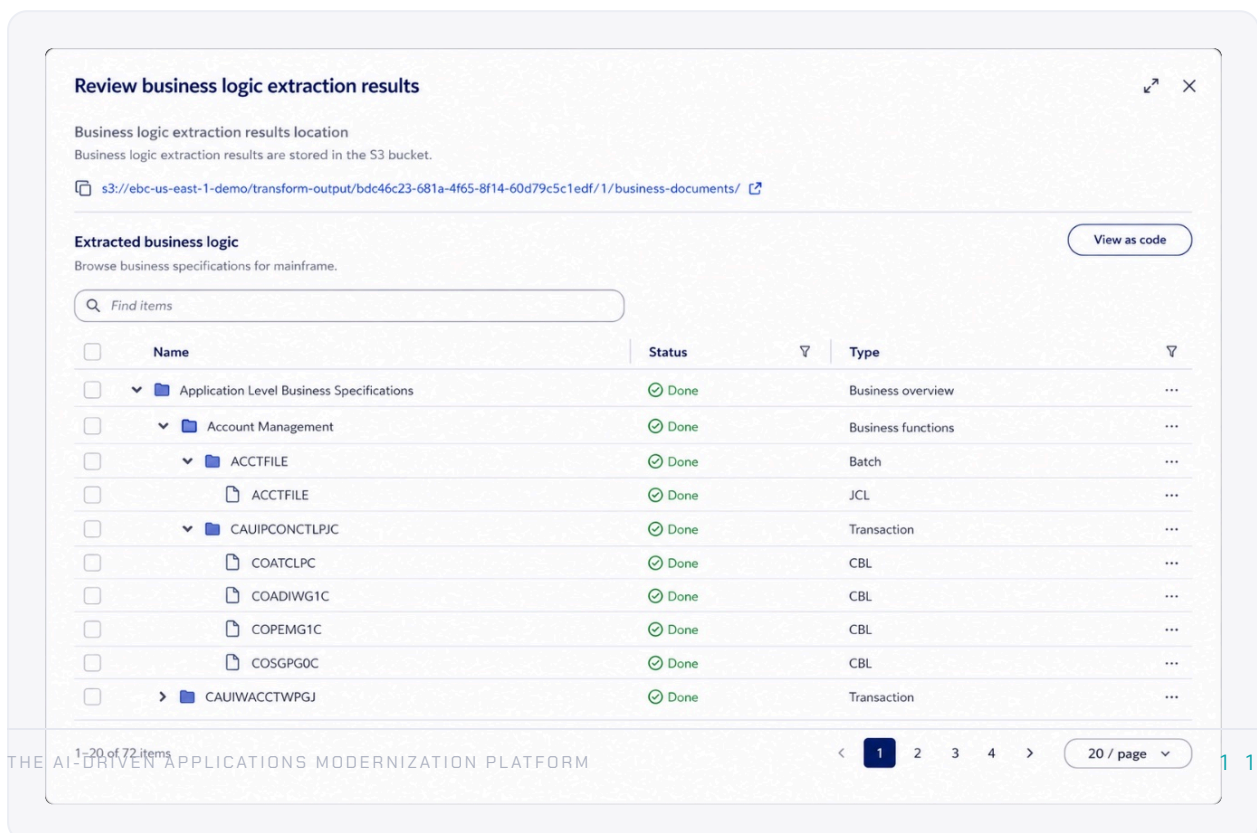 Review business logic extraction results
Business logic extraction results location
Business logic extraction results are stored in the S3 bucket.
s3://ebc-us-east-1-demo/transform-output/bdc46c23-681a-4f65-8f14-60d79c5c1edf/1/business-documents/
Extracted business logic
View as code
Browse business specifications for mainframe.
Find items
Name Status Type
Application Level Business Specifications Done Business overview
Account Management Done Business functions
ACCTFILE Done Batch
ACCTFILE Done JCL
CAUIPCONCTLPJC Done Transaction
COATCLPC Done CBL
COADIWG1C Done CBL
COPEMG1C Done CBL
COSGPG0C Done CBL
CAUIWACCTWPGJ Done Transaction
1–20 of 72 items 1 2 3 4 20 / page
THE AI-DRIVEN APPLICATIONS MODERNIZATION PLATFORM 11